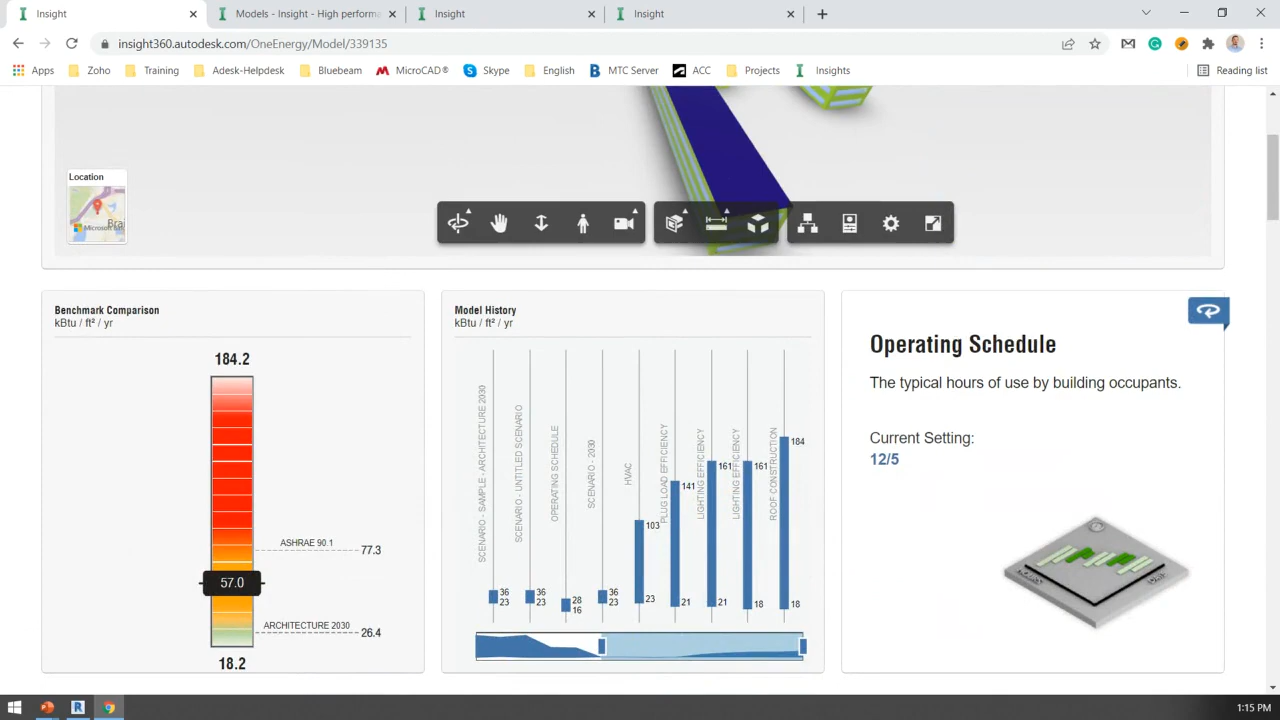 Insight
Models - Insight - High performa
Insight
Insight
insight360.autodesk.com/OneEnergy/Model/339135
Apps
Zoho
Training
Adesk-Helpdesk
Bluebeam
MicroCAD®
Skype
English
MTC Server
ACC
Projects
Insights
Reading list
Location
Bra
Microsoft
Benchmark Comparison
kBtu / ft² / yr
184.2
ASHRAE 90.1
77.3
57.0
ARCHITECTURE 2030
26.4
18.2
Model History
kBtu / ft² / yr
SCENARIO - SAMPLE - ARCHITECTURE 2030
36
23
SCENARIO - UNTITLED SCENARIO
36
23
OPERATING SCHEDULE
28
16
SCENARIO - 2030
36
23
HVAC
103
23
PLUG LOAD EFFICIENCY
141
21
LIGHTING EFFICIENCY
161
21
LIGHTING EFFICIENCY
161
18
ROOF CONSTRUCTION
184
18
Operating Schedule
The typical hours of use by building occupants.
Current Setting:
12/5
1:15 PM